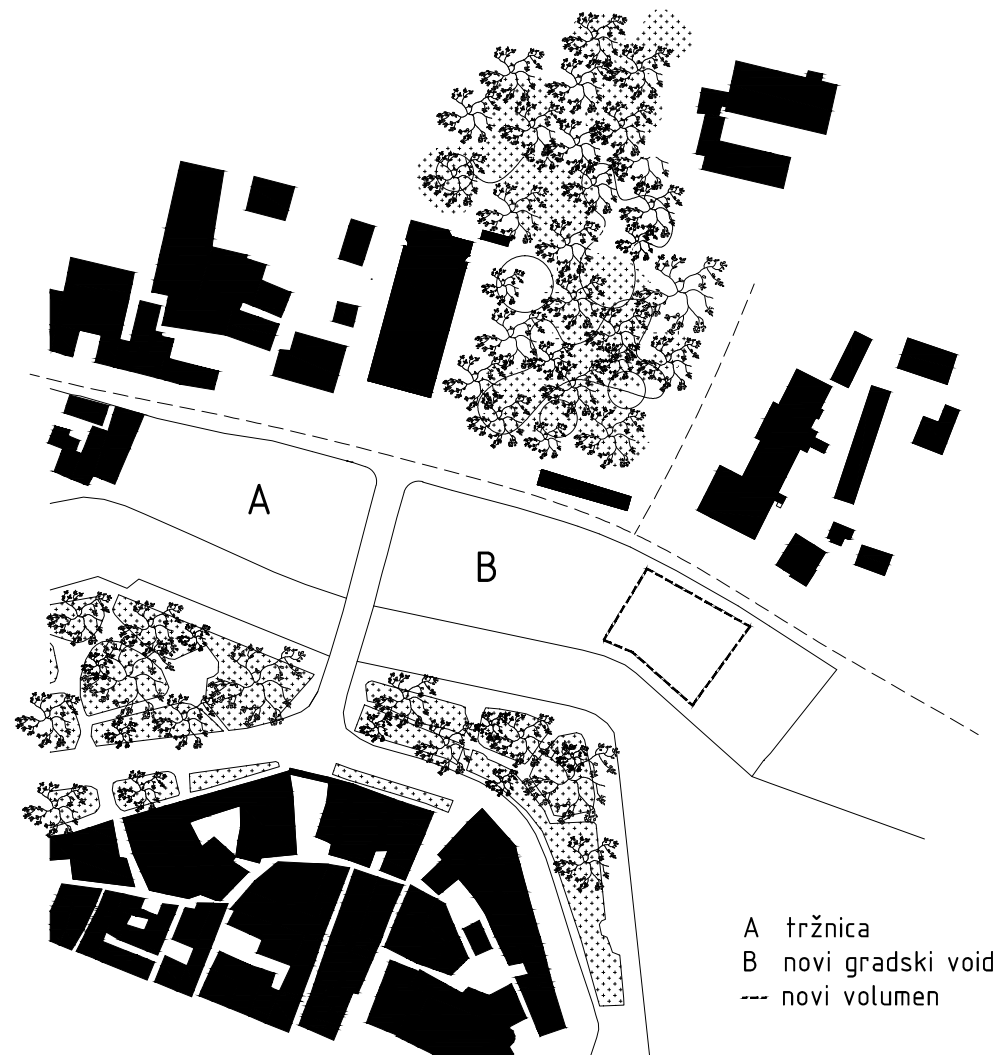 A
B
A tržnica
B novi gradski void
--- novi volumen